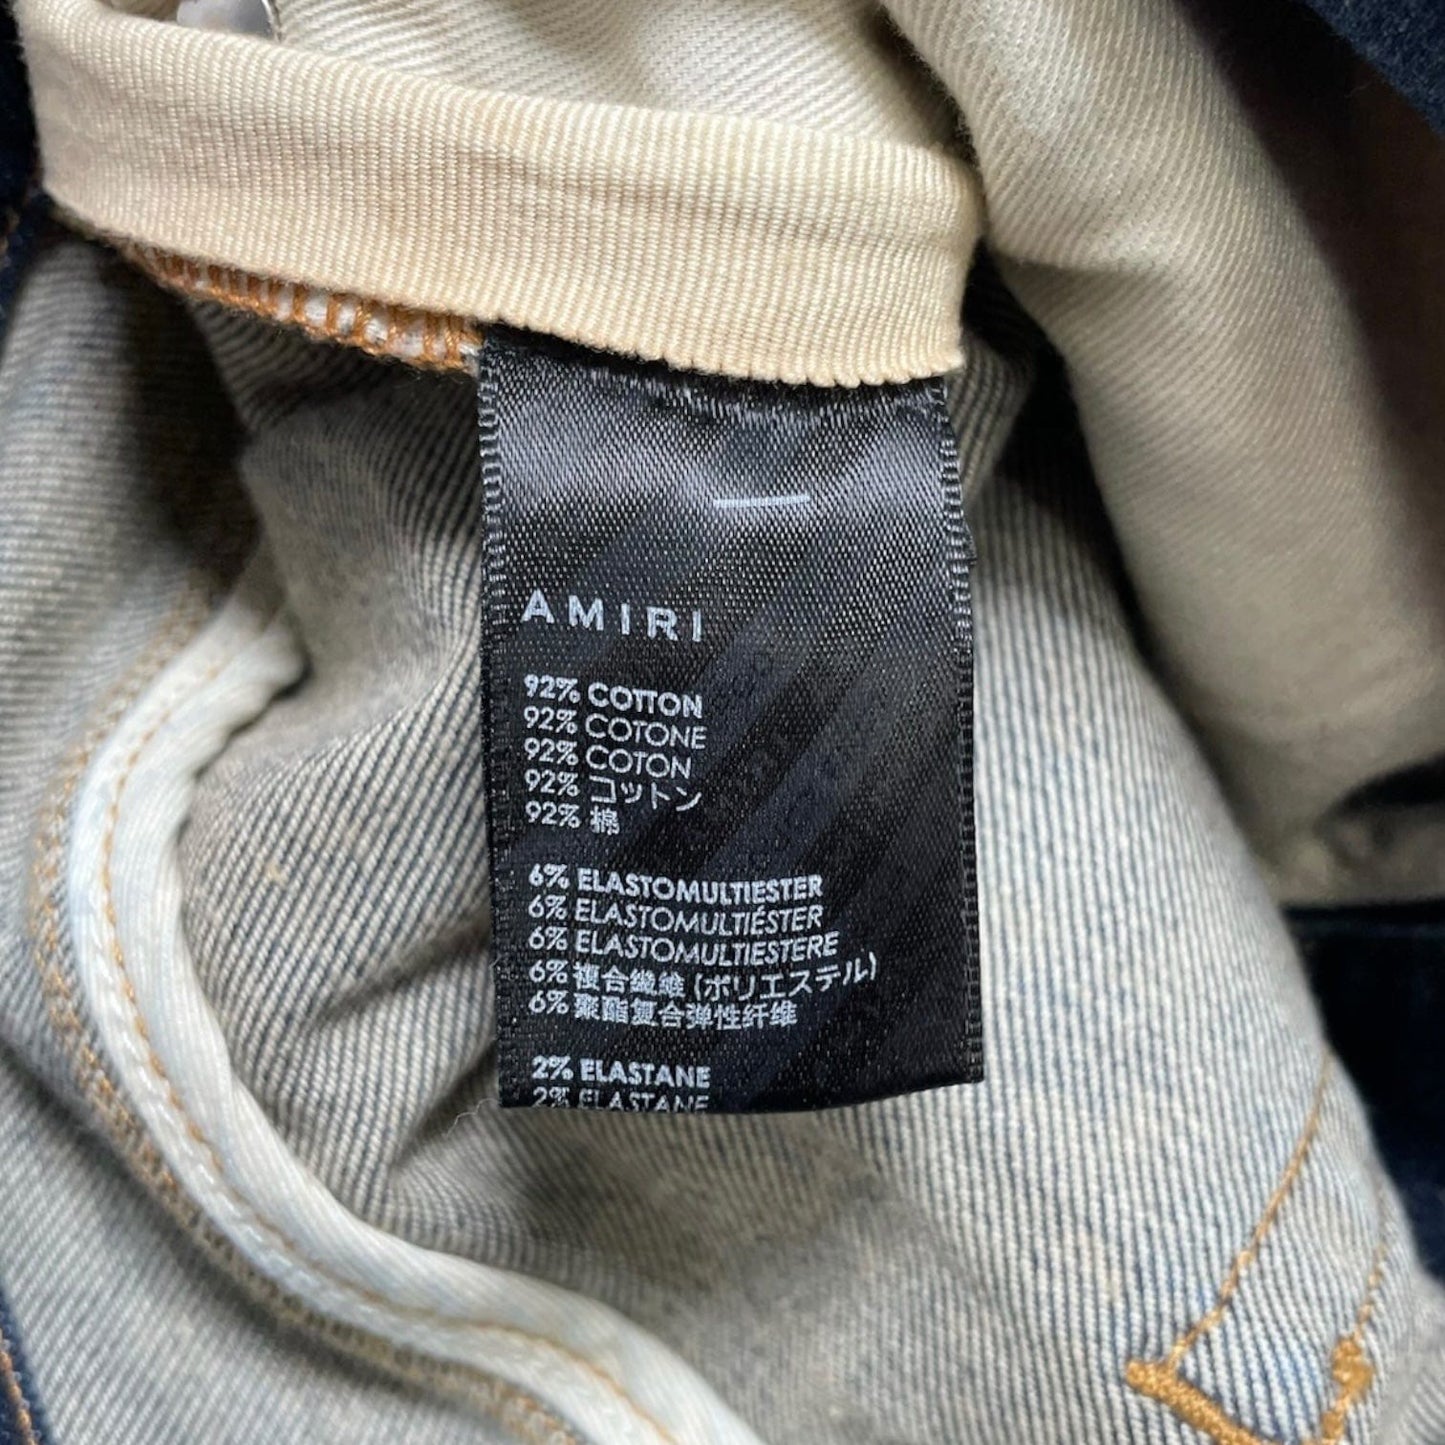 AMIRI
92% COTTON
92% COTONE
92% COTON
92% コットン
92% 棉
6% ELASTOMULTIESTER
6% ELASTOMULTIÉSTER
6% ELASTOMULTIESTERE
6% 複合繊維 (ポリエステル)
6% 聚酯复合弹性纤维
2% ELASTANE
2% ELASTANE